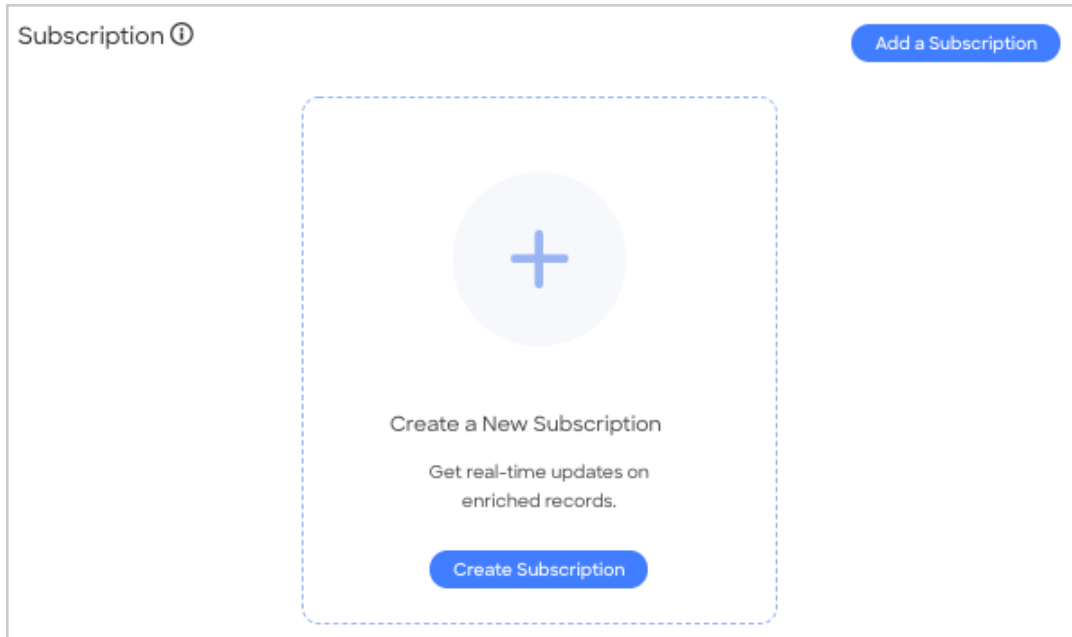 Subscription
Add a Subscription
Create a New Subscription
Get real-time updates on
enriched records.
Create Subscription